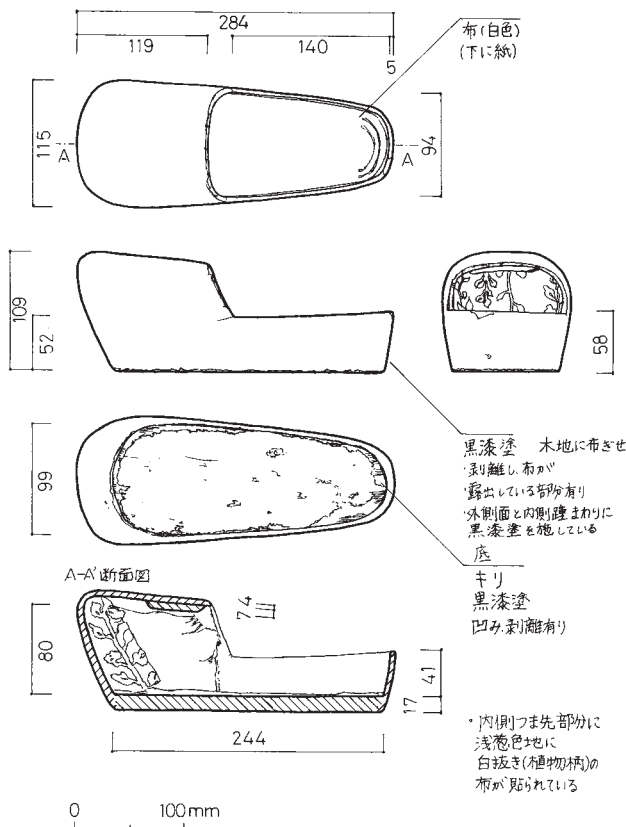 284
119
140
5
布(白色)
(下に紙)
115
A
A
94
109
52
58
黒漆塗 木地に布ぎせ
・剥離し、布が
露出している部分有り
・外側面と内側踵まわりに
黒漆塗を施している
99
底
キリ
黒漆塗
凹み、剥離有り
A-A'断面図
7 4
80
41
17
244
・内側つま先部分に
浅葱色地に
白抜き(植物柄)の
布が貼られている
0 100mm